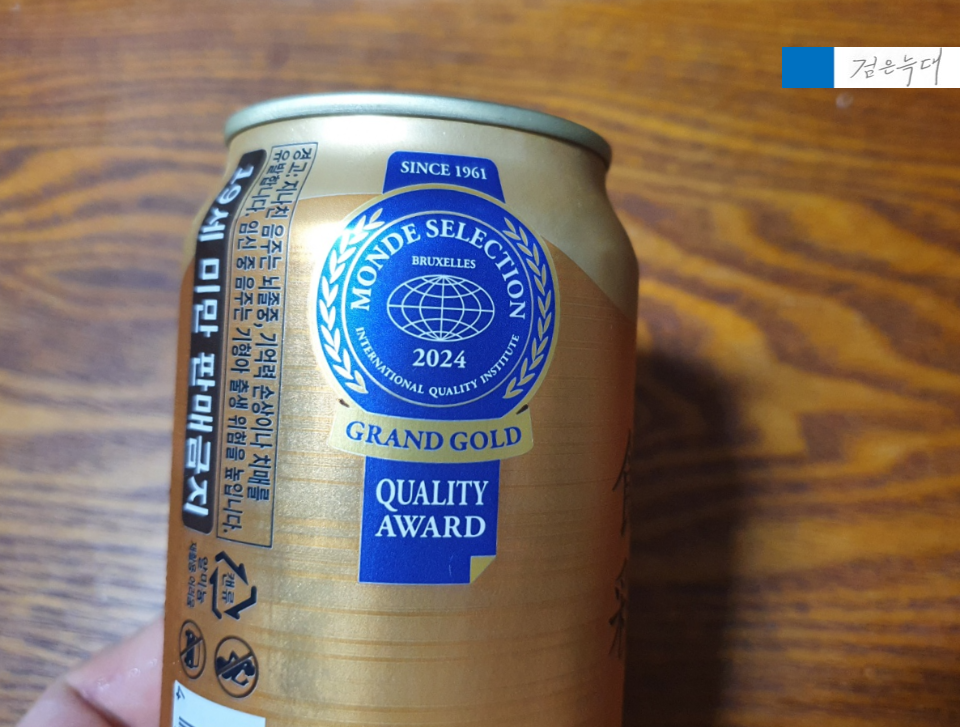 검은늑대
SINCE 1961
MONDE SELECTION
BRUXELLES
2024
INTERNATIONAL QUALITY INSTITUTE
GRAND GOLD
QUALITY
AWARD
경고: 지나친 음주는 뇌졸중, 기억력 손상이나 치매를
유발합니다. 임신 중 음주는 기형아 출생 위험을 높입니다.
19세 미만 판매금지
캔류
알미늄